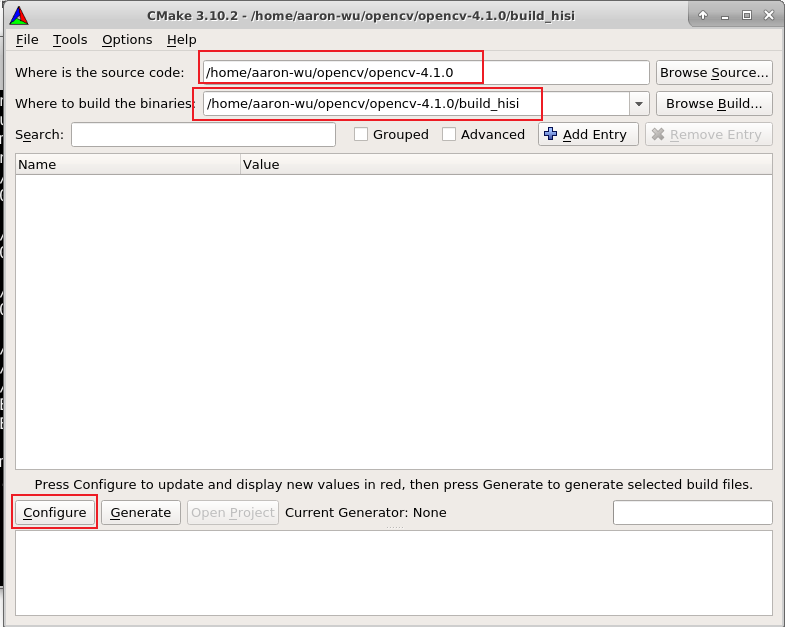 CMake 3.10.2 - /home/aaron-wu/opencv/opencv-4.1.0/build_hisi
File Tools Options Help
Where is the source code: /home/aaron-wu/opencv/opencv-4.1.0 Browse Source...
Where to build the binaries: /home/aaron-wu/opencv/opencv-4.1.0/build_hisi Browse Build...
Search: Grouped Advanced Add Entry Remove Entry
Name Value
Press Configure to update and display new values in red, then press Generate to generate selected build files.
Configure Generate Open Project Current Generator: None